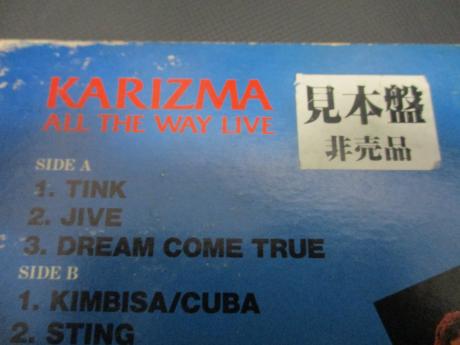 KARIZMA
ALL THE WAY LIVE
見本盤
非売品
SIDE A
1. TINK
2. JIVE
3. DREAM COME TRUE
SIDE B
1. KIMBISA/CUBA
2. STING